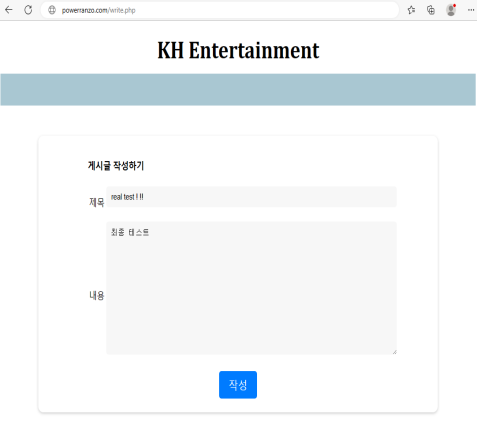 powerranzo.com/write.php
KH Entertainment
게시글 작성하기
제목 real test ! !!
최종 테스트
내용
작성